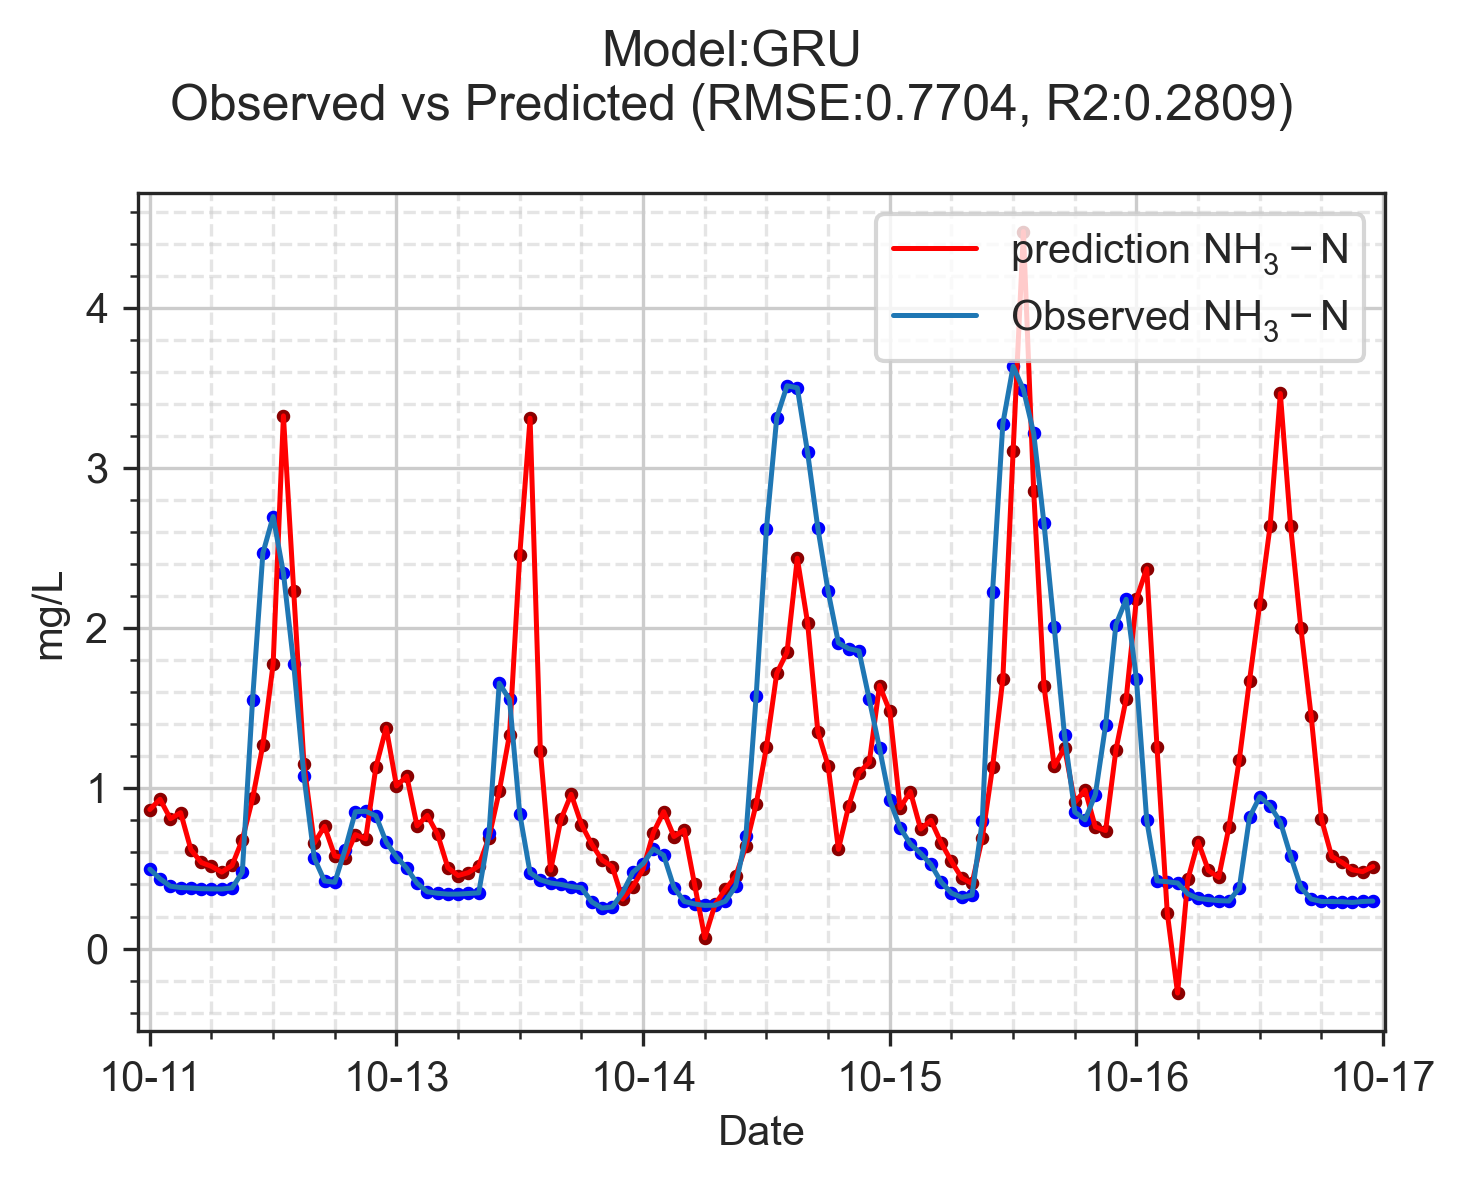 Model:GRU
Observed vs Predicted (RMSE:0.7704, R2:0.2809)
prediction NH₃ − N
Observed NH₃ − N
4
3
2
1
0
mg/L
10-11 10-13 10-14 10-15 10-16 10-17
Date